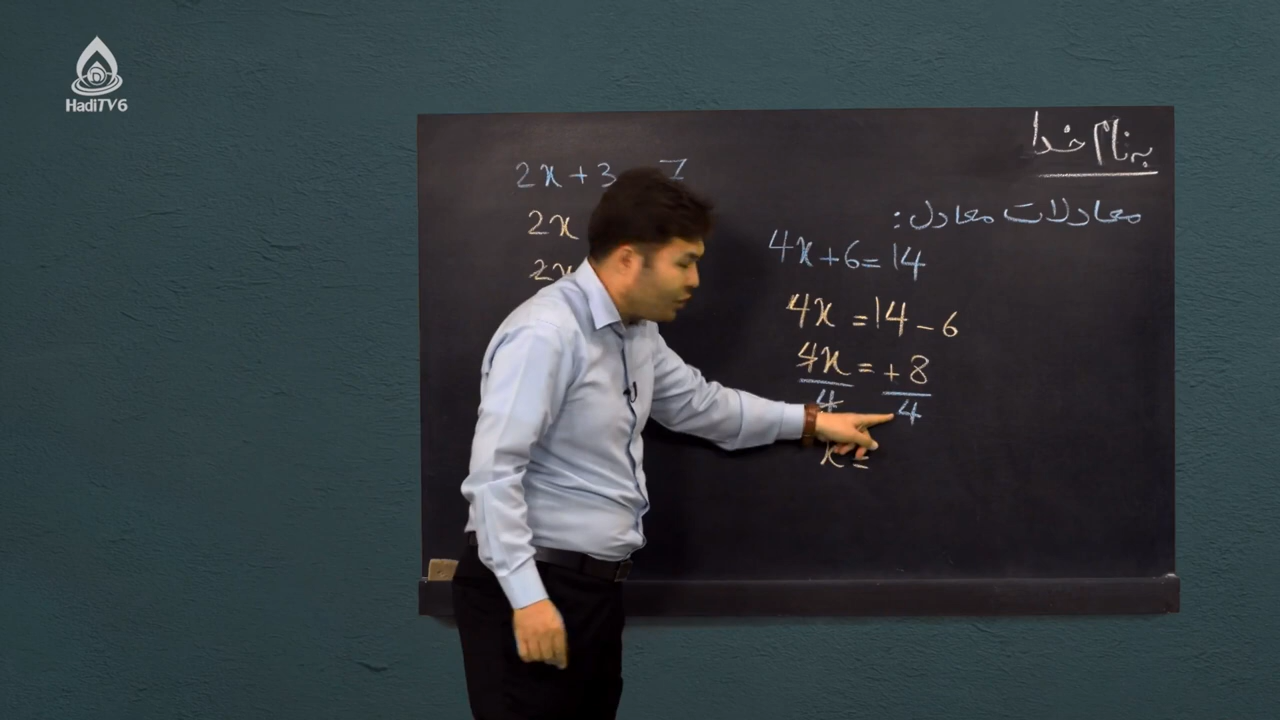 HadiTV6
به نام خدا
معادلات معادل:
2x + 3 7
2x
2x
4x + 6 = 14
4x = 14 - 6
4x = + 8
4 4
x =